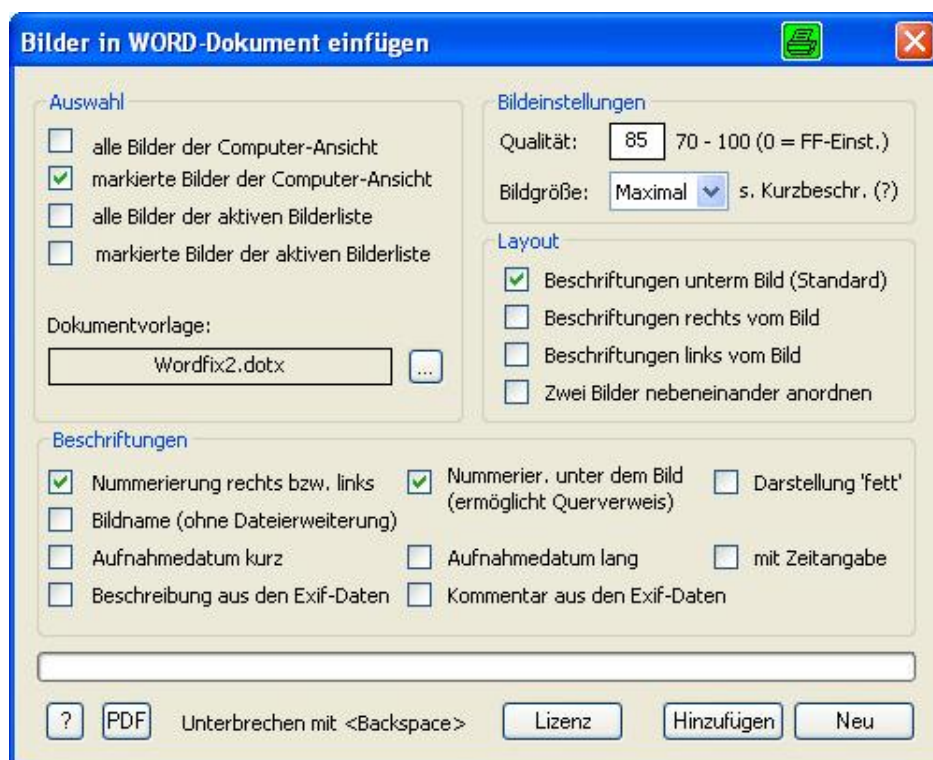 Bilder in WORD-Dokument einfügen
Auswahl
alle Bilder der Computer-Ansicht
markierte Bilder der Computer-Ansicht
alle Bilder der aktiven Bilderliste
markierte Bilder der aktiven Bilderliste
Dokumentvorlage:
Wordfix2.dotx
...
Bildeinstellungen
Qualität: 85 70 - 100 (0 = FF-Einst.)
Bildgröße: Maximal s. Kurzbeschr. (?)
Layout
Beschriftungen unterm Bild (Standard)
Beschriftungen rechts vom Bild
Beschriftungen links vom Bild
Zwei Bilder nebeneinander anordnen
Beschriftungen
Nummerierung rechts bzw. links
Nummerier. unter dem Bild
(ermöglicht Querverweis)
Darstellung 'fett'
Bildname (ohne Dateierweiterung)
Aufnahmedatum kurz
Aufnahmedatum lang
mit Zeitangabe
Beschreibung aus den Exif-Daten
Kommentar aus den Exif-Daten
? PDF Unterbrechen mit <Backspace> Lizenz Hinzufügen Neu